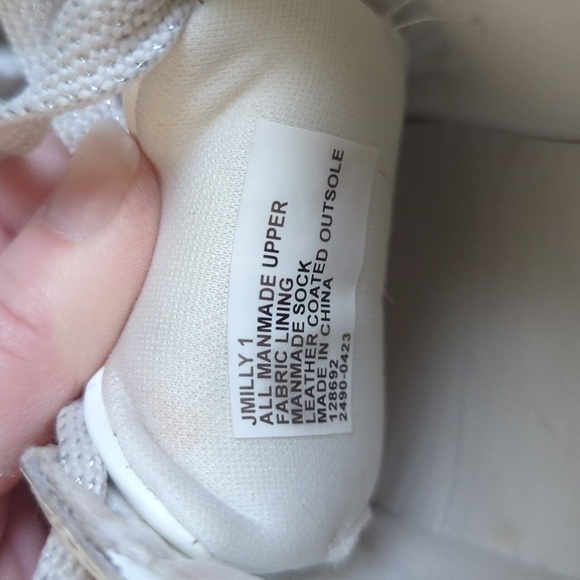 JMILLY 1
ALL MANMADE UPPER
FABRIC LINING
MANMADE SOCK
LEATHER COATED OUTSOLE
MADE IN CHINA
128692
2490-0423